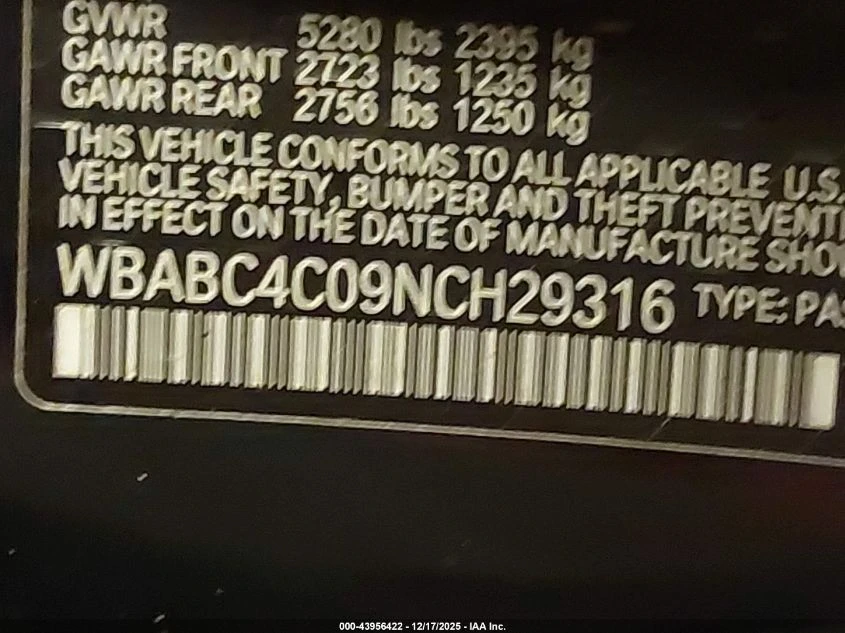 GVWR 5280 lbs 2395 kg
GAWR FRONT 2723 lbs 1235 kg
GAWR REAR 2756 lbs 1250 kg
THIS VEHICLE CONFORMS TO ALL APPLICABLE U.S.
VEHICLE SAFETY, BUMPER AND THEFT PREVENTI
IN EFFECT ON THE DATE OF MANUFACTURE SHO
WBABC4C09NCH29316 TYPE: PAS
000-43956422 - 12/17/2025 - IAA Inc.